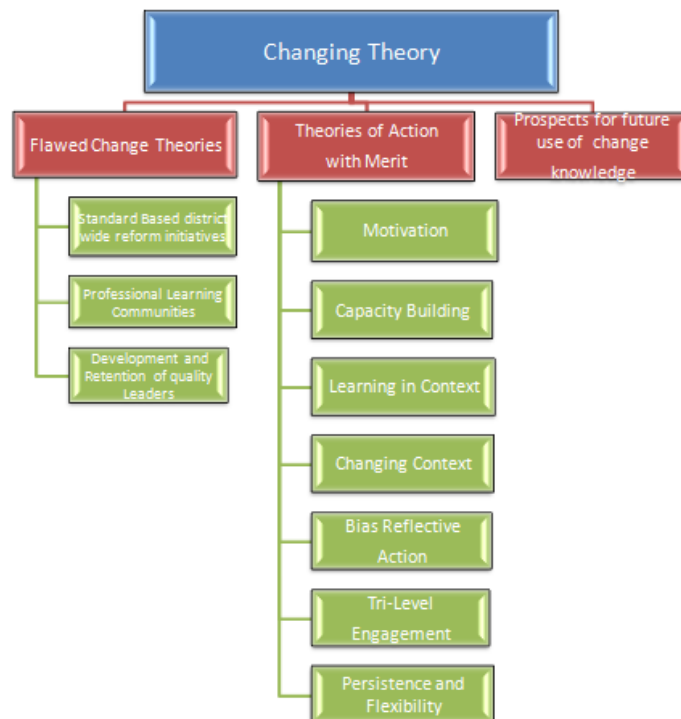 Changing Theory
Flawed Change Theories
Theories of Action
with Merit
Prospects for future
use of change
knowledge
Standard Based district
wide reform initiatives
Professional Learning
Communities
Development and
Retention of quality
Leaders
Motivation
Capacity Building
Learning in Context
Changing Context
Bias Reflective
Action
Tri-Level
Engagement
Persistence and
Flexibility